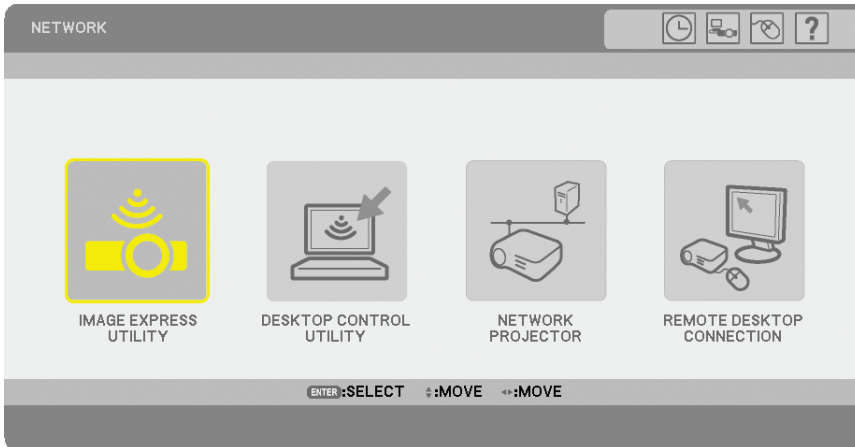 NETWORK
?
IMAGE EXPRESS
UTILITY
DESKTOP CONTROL
UTILITY
NETWORK
PROJECTOR
REMOTE DESKTOP
CONNECTION
ENTER:SELECT :MOVE :MOVE